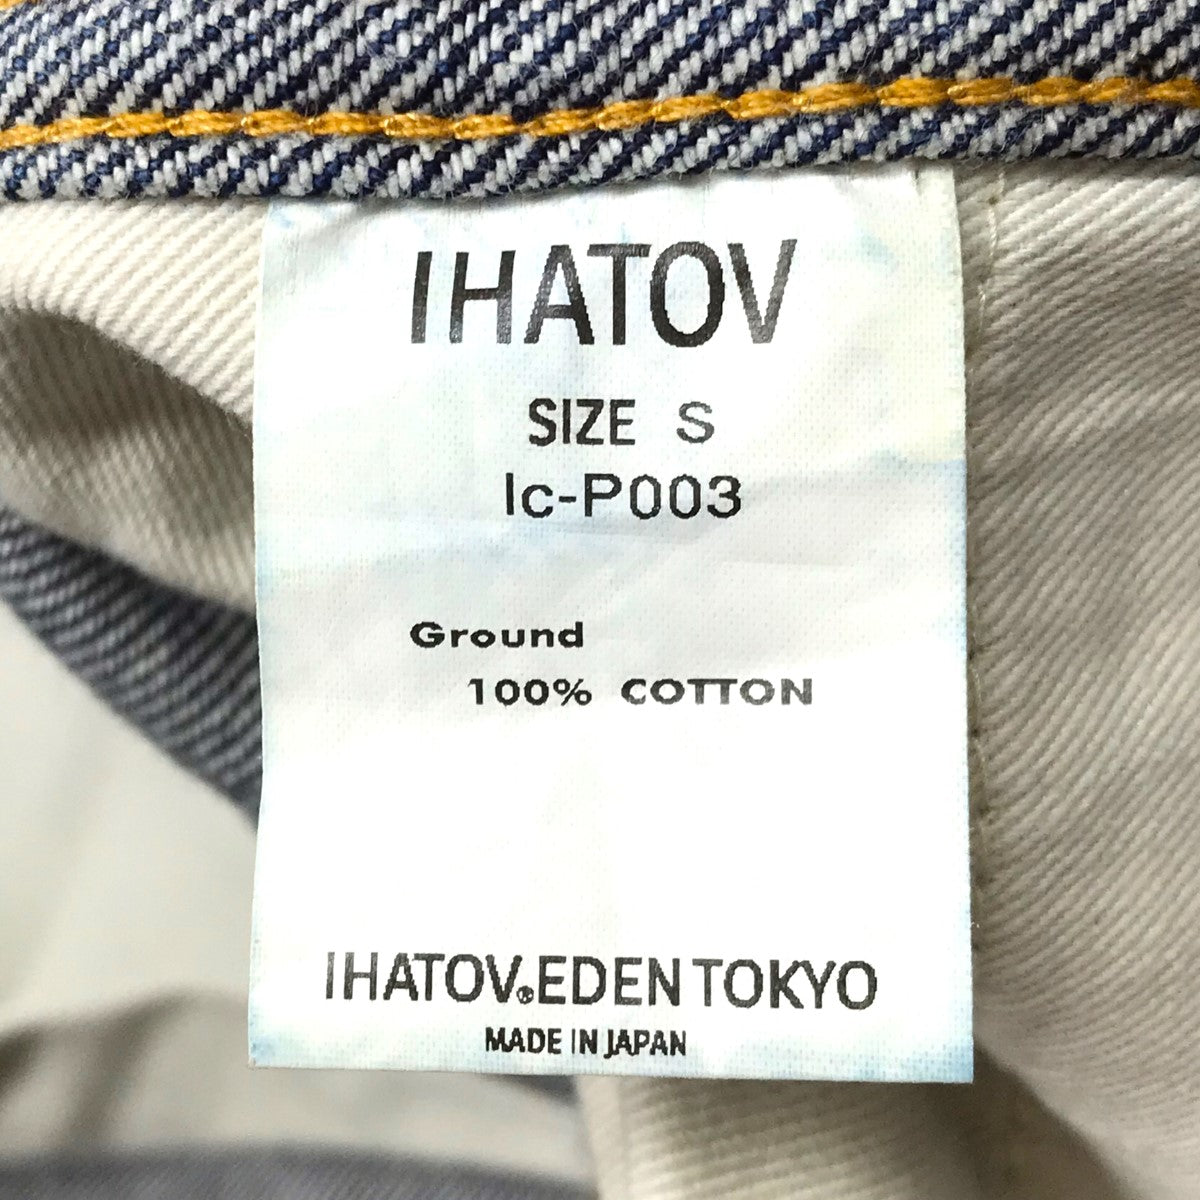 IHATOV
SIZE S
Ic-P003
Ground
100% COTTON
IHATOV®EDEN TOKYO
MADE IN JAPAN